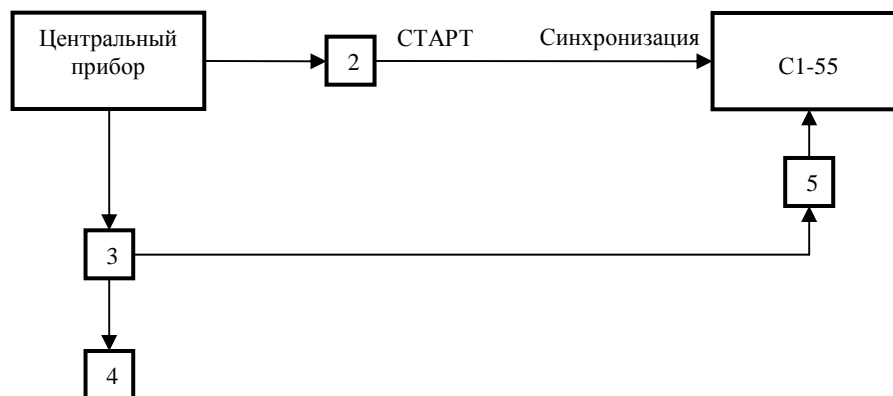 Центральный
прибор
2
СТАРТ
Синхронизация
С1-55
5
3
4